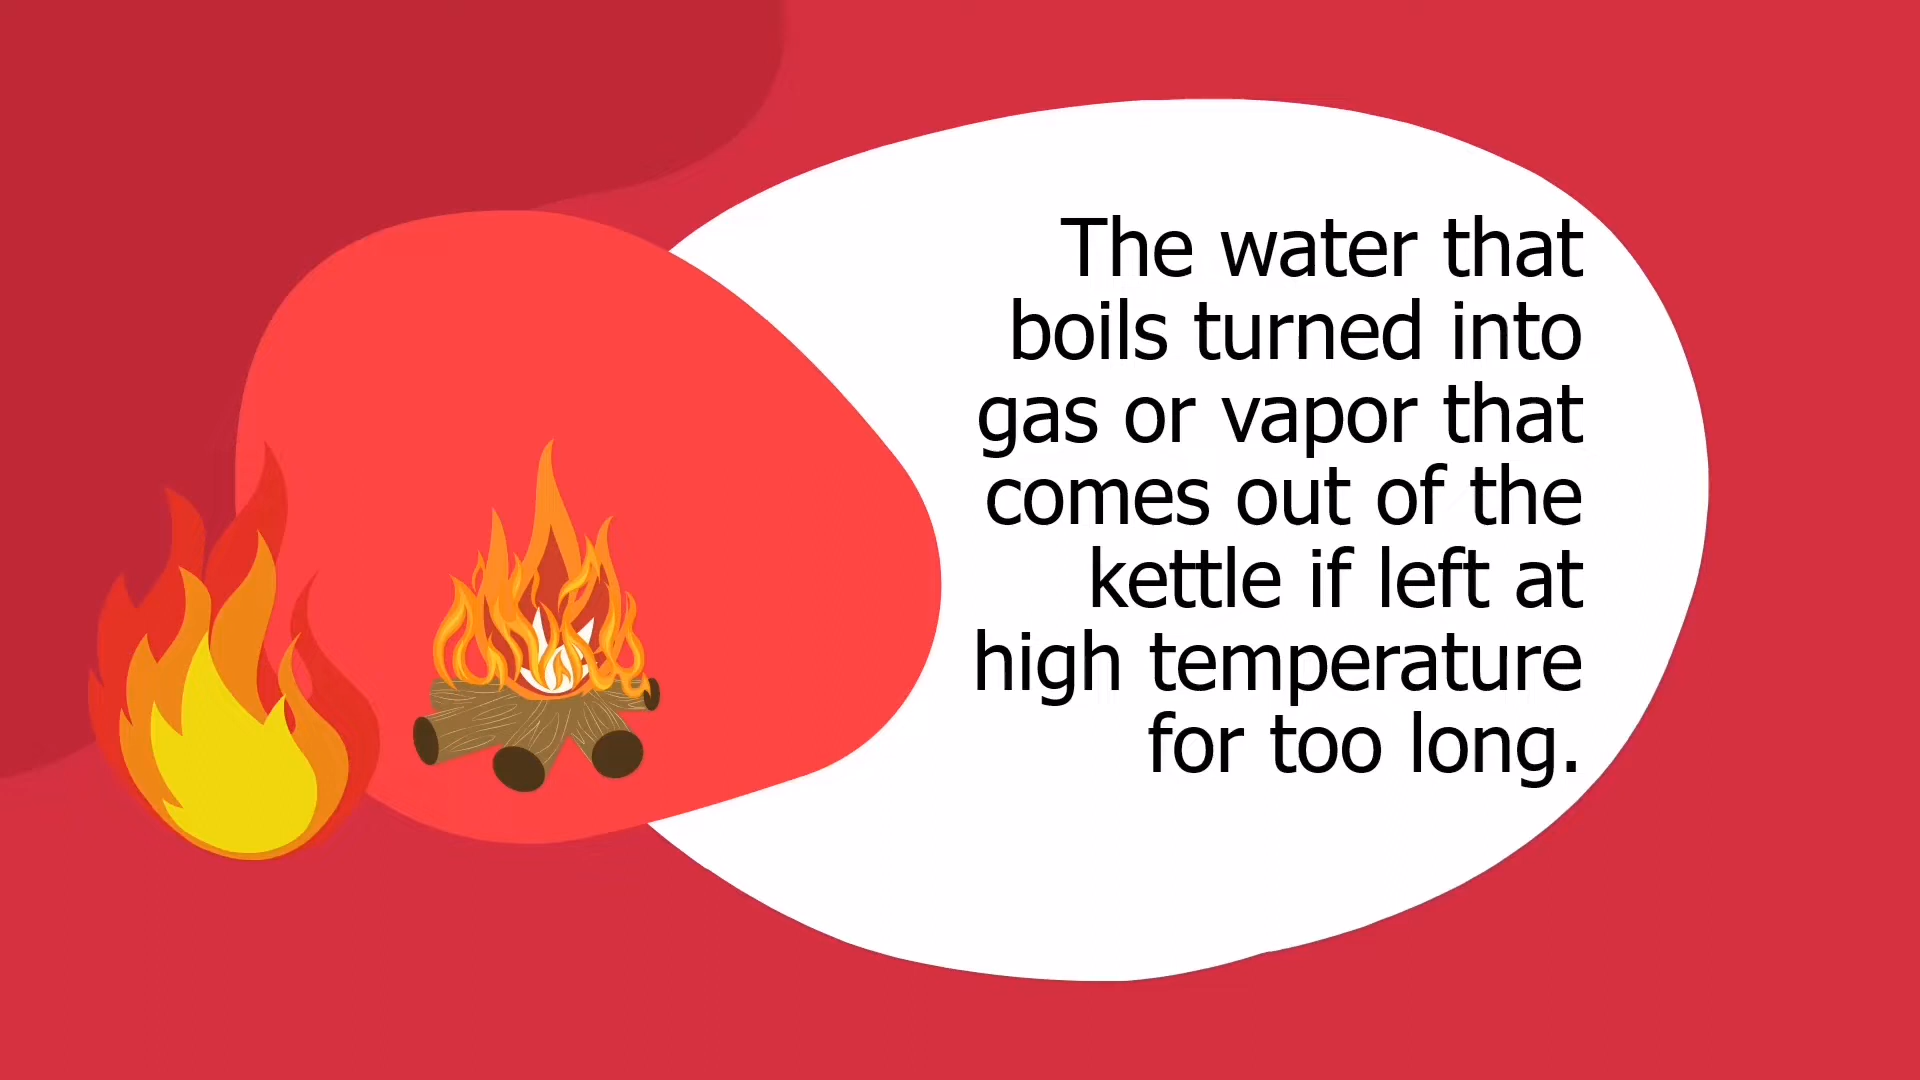 The water that
boils turned into
gas or vapor that
comes out of the
kettle if left at
high temperature
for too long.